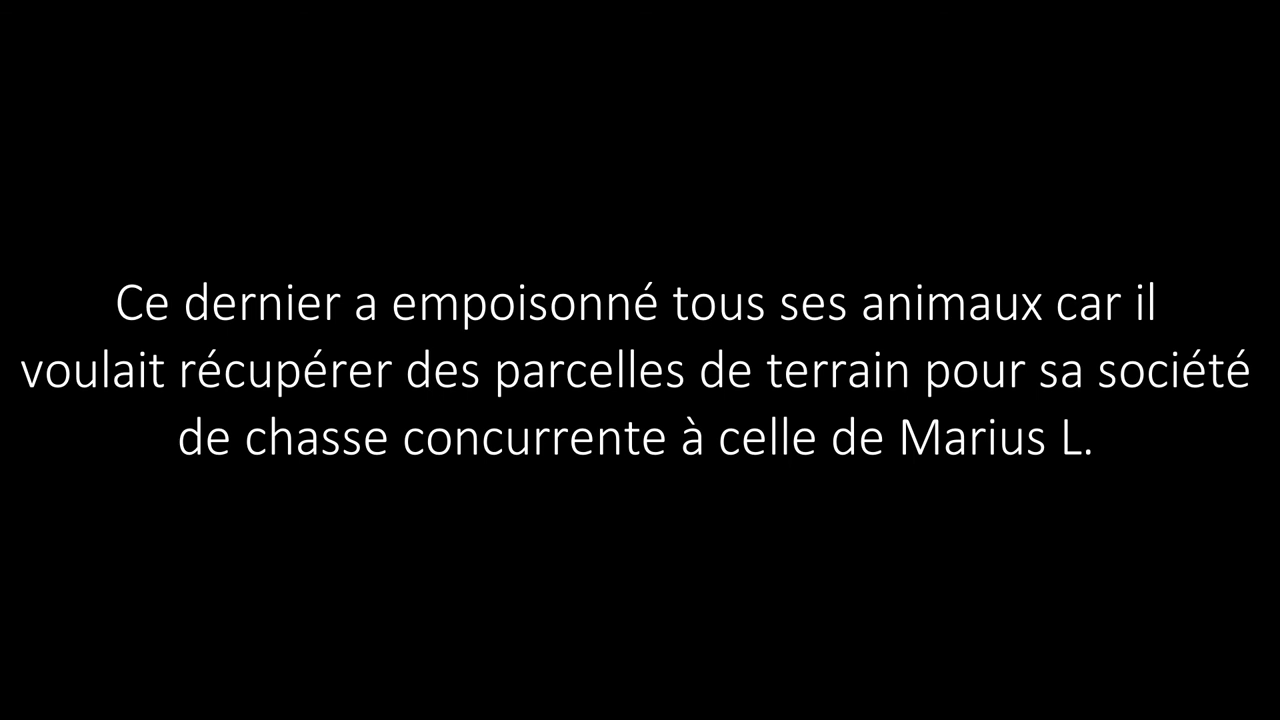 Ce dernier a empoisonné tous ses animaux car il
voulait récupérer des parcelles de terrain pour sa société
de chasse concurrente à celle de Marius L.